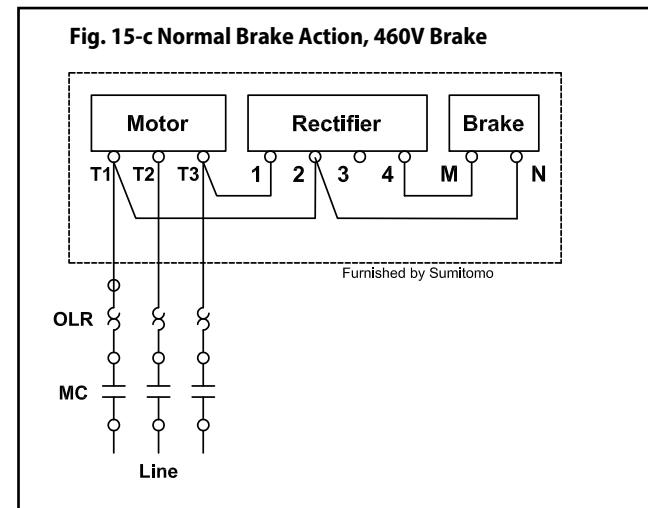 Fig. 15-c Normal Brake Action, 460V Brake
Motor Rectifier Brake
T1 T2 T3 1 2 3 4 M N
Furnished by Sumitomo
OLR
MC
Line